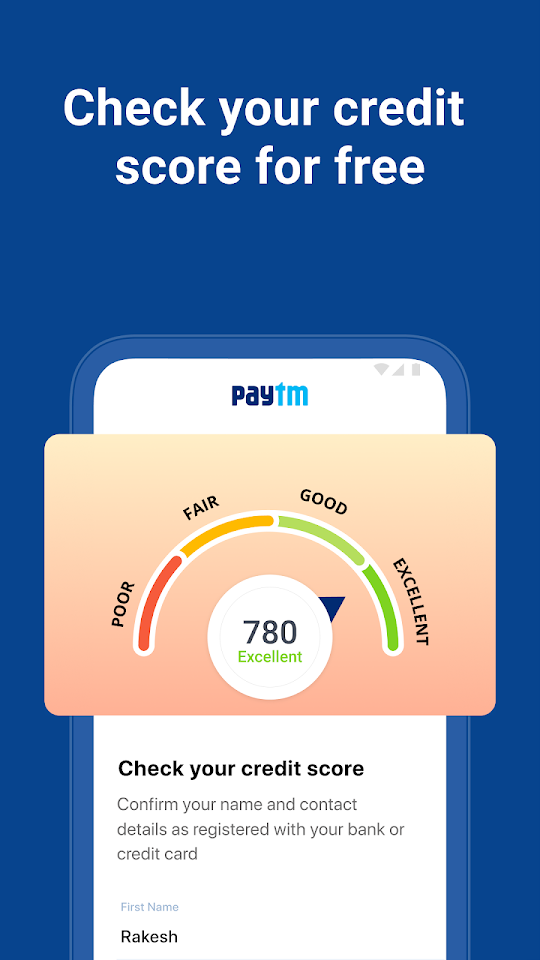 Check your credit
score for free
paytm
POOR
FAIR
GOOD
EXCELLENT
780
Excellent
Check your credit score
Confirm your name and contact
details as registered with your bank or
credit card
First Name
Rakesh